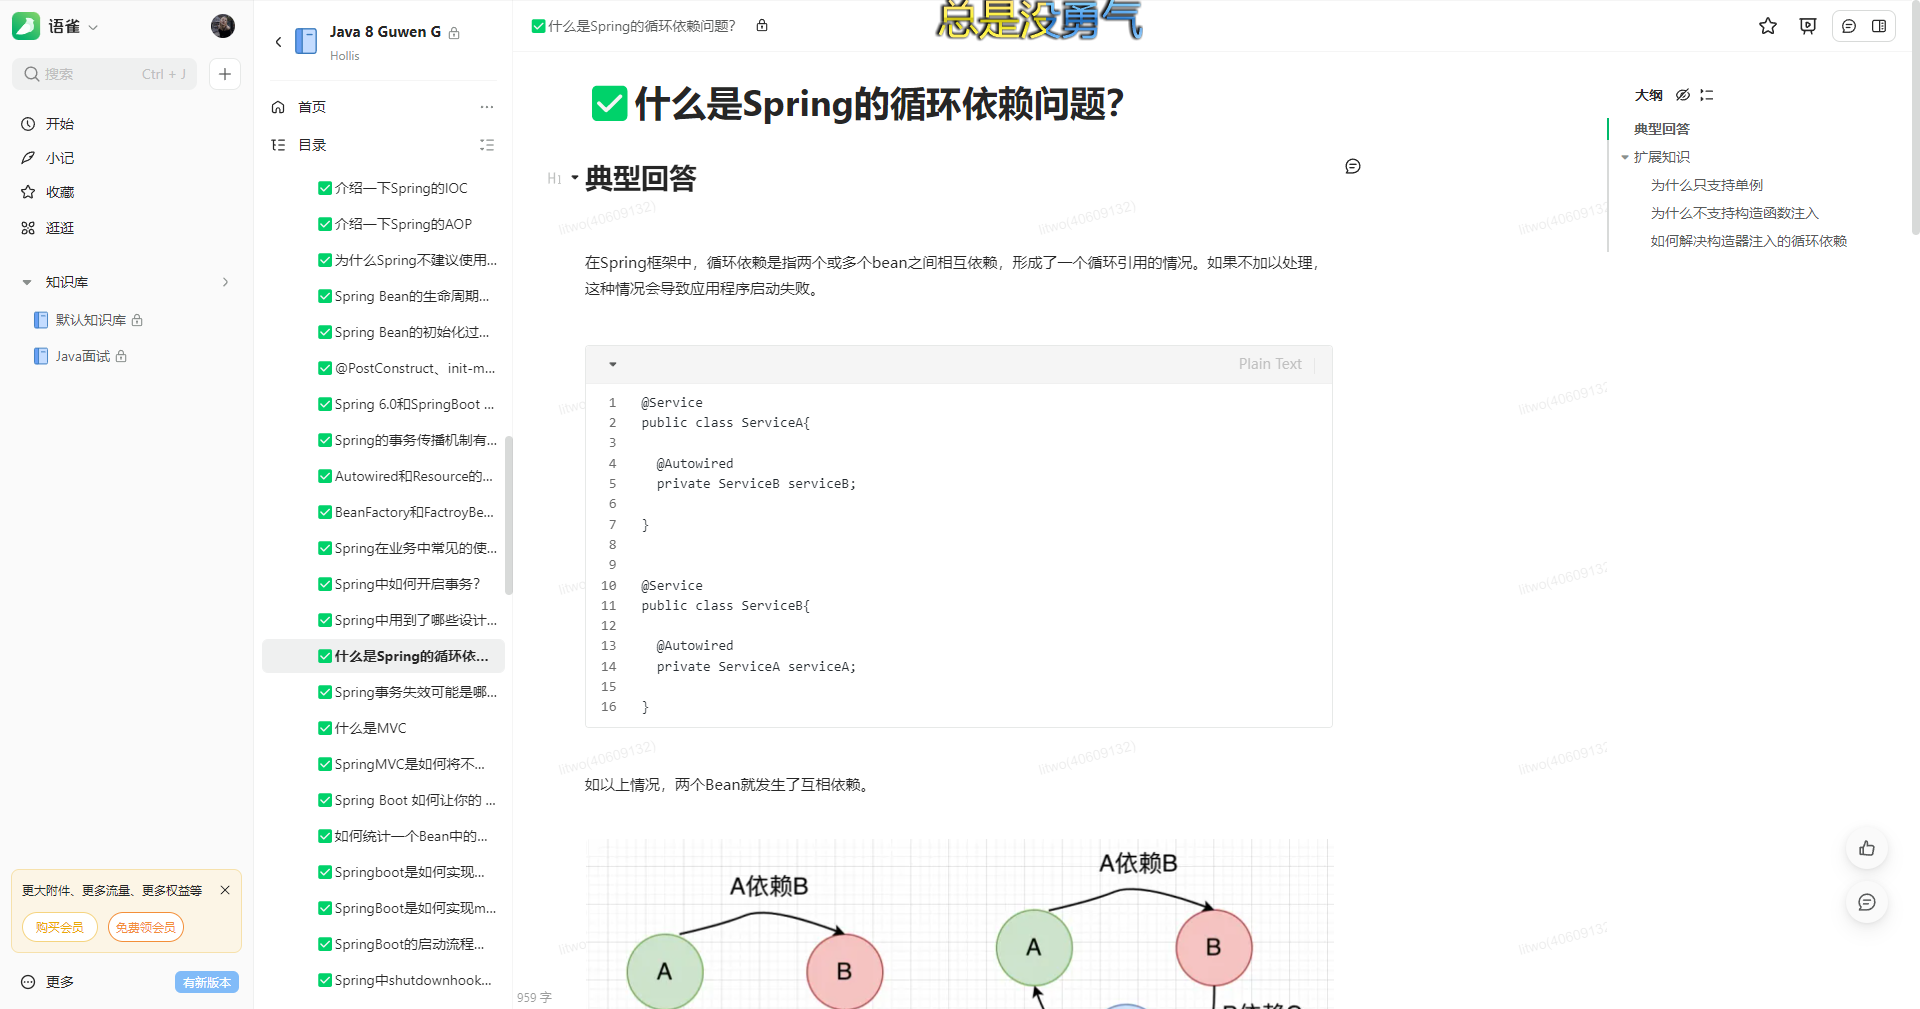 语雀
搜索
Ctrl + J
开始
小记
收藏
逛逛
知识库
默认知识库
Java面试
更大附件、更多流量、更多权益等
购买会员
免费领会员
更多
有新版本
Java 8 Guwen G
Hollis
首页
目录
介绍一下Spring的IOC
介绍一下Spring的AOP
为什么Spring不建议使用...
Spring Bean的生命周期...
Spring Bean的初始化过...
@PostConstruct、init-m...
Spring 6.0和SpringBoot ...
Spring的事务传播机制有...
Autowired和Resource的...
BeanFactory和FactroyBe...
Spring在业务中常见的使...
Spring中如何开启事务？
Spring中用到了哪些设计...
什么是Spring的循环依...
Spring事务失效可能是哪...
什么是MVC
SpringMVC是如何将不...
Spring Boot 如何让你的 ...
如何统计一个Bean中的...
Springboot是如何实现...
SpringBoot是如何实现m...
SpringBoot的启动流程...
Spring中shutdownhook...
什么是Spring的循环依赖问题？
总是没勇气
什么是Spring的循环依赖问题？
H1
典型回答
litwo(40609132)
litwo(40609132)
在Spring框架中，循环依赖是指两个或多个bean之间相互依赖，形成了一个循环引用的情况。如果不加以处理，
这种情况会导致应用程序启动失败。
Plain Text
1 @Service
2 public class ServiceA{
3
4 @Autowired
5 private ServiceB serviceB;
6
7 }
8
9
10 @Service
11 public class ServiceB{
12
13 @Autowired
14 private ServiceA serviceA;
15
16 }
litwo(40609132)
litwo(40609132)
如以上情况，两个Bean就发生了互相依赖。
A依赖B
A
B
A依赖B
A
B
959 字
大纲
典型回答
扩展知识
为什么只支持单例
为什么不支持构造函数注入
如何解决构造器注入的循环依赖